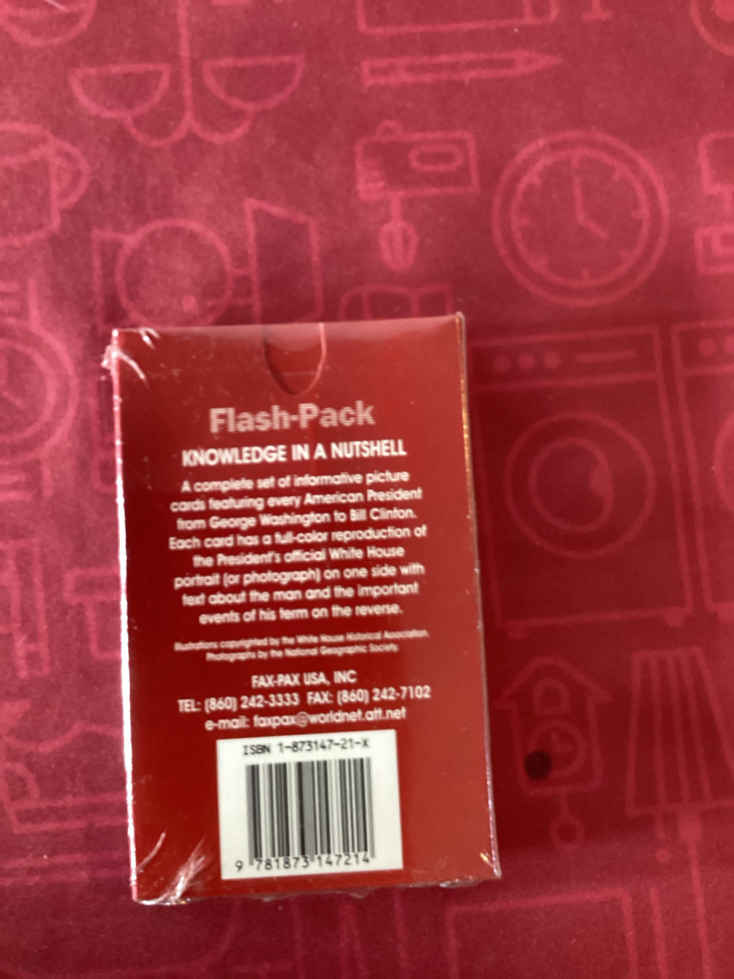 Flash-Pack
KNOWLEDGE IN A NUTSHELL
A complete set of informative picture
cards featuring every American President
from George Washington to Bill Clinton.
Each card has a full-color reproduction of
the President's official White House
portrait (or photograph) on one side with
text about the man and the important
events of his term on the reverse.
Illustrations copyrighted by the White House Historical Association.
Photographs by the National Geographic Society.
FAX-PAX USA, INC
TEL: (860) 242-3333 FAX: (860) 242-7102
e-mail: faxpax@worldnet.att.net
ISBN 1-873147-21-X
9 781873 147214